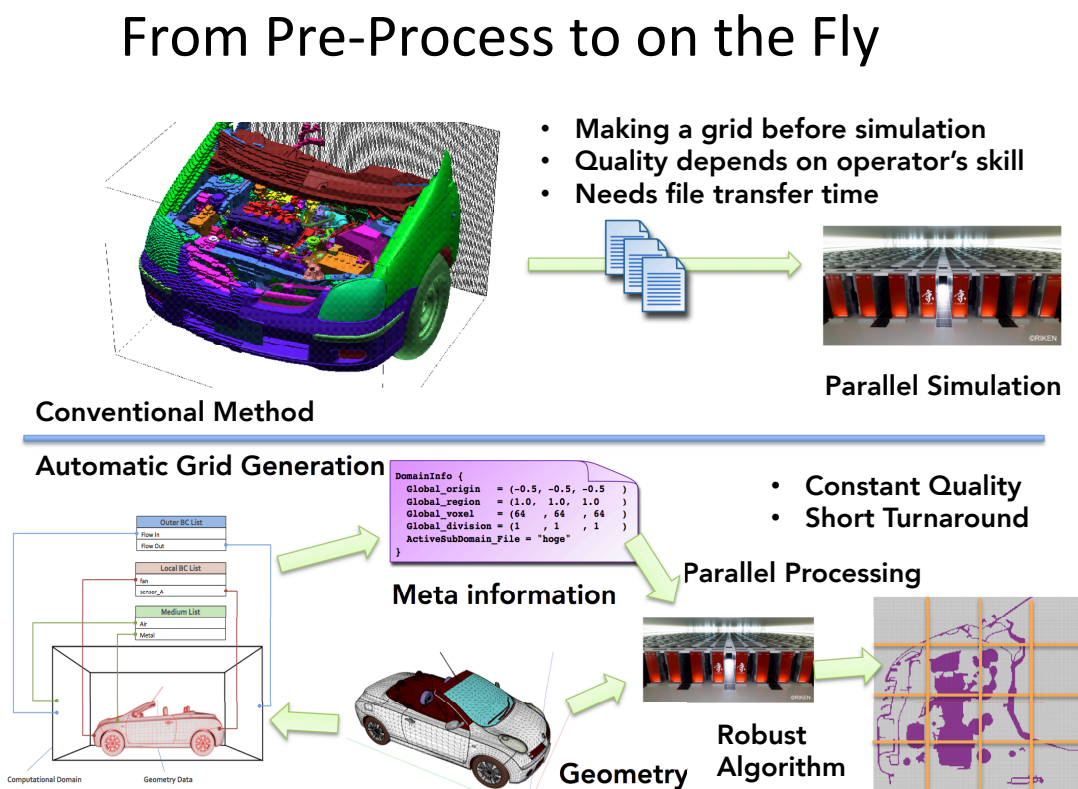 From Pre-Process to on the Fly
• Making a grid before simulation
• Quality depends on operator's skill
• Needs file transfer time
京 京
©RIKEN
Parallel Simulation
Conventional Method
Automatic Grid Generation
DomainInfo {
Global_origin = (-0.5, -0.5, -0.5 )
Global_region = (1.0, 1.0, 1.0 )
Global_voxel = (64 , 64 , 64 )
Global_division = (1 , 1 , 1 )
ActiveSubDomain_File = "hoge"
}
• Constant Quality
• Short Turnaround
Outer BC List
Flow In
Flow Out
Local BC List
fan
sensor_A
Medium List
Air
Metal
Meta information
Parallel Processing
©RIKEN
Robust
Algorithm
Geometry
Computational Domain
Geometry Data